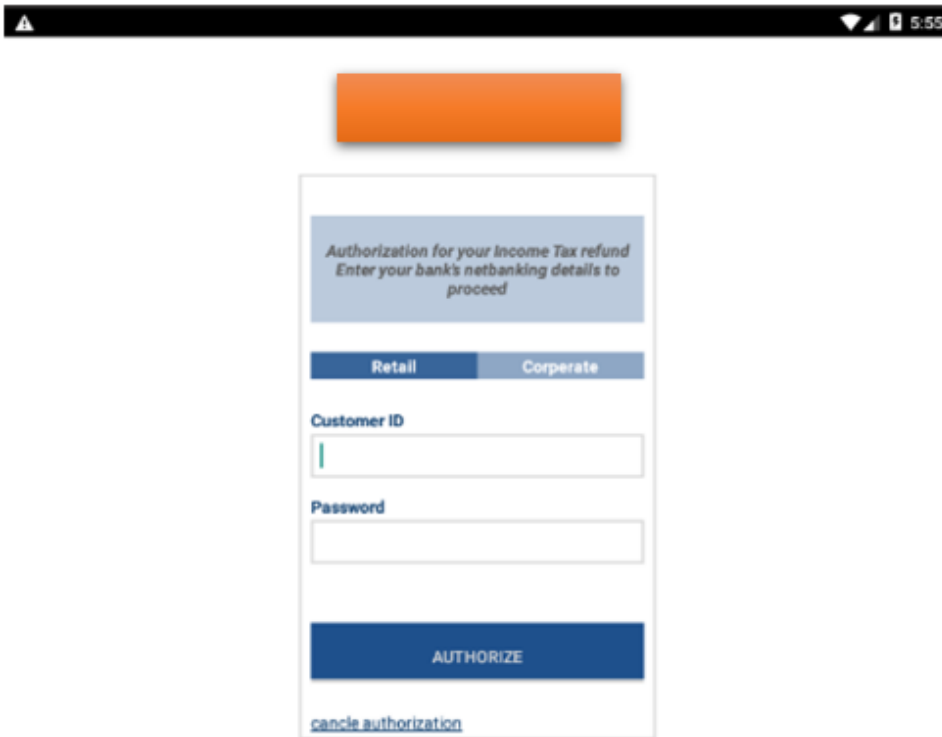 5:55
Authorization for your Income Tax refund
Enter your bank's netbanking details to
proceed
Retail Corperate
Customer ID
Password
AUTHORIZE
cancle authorization